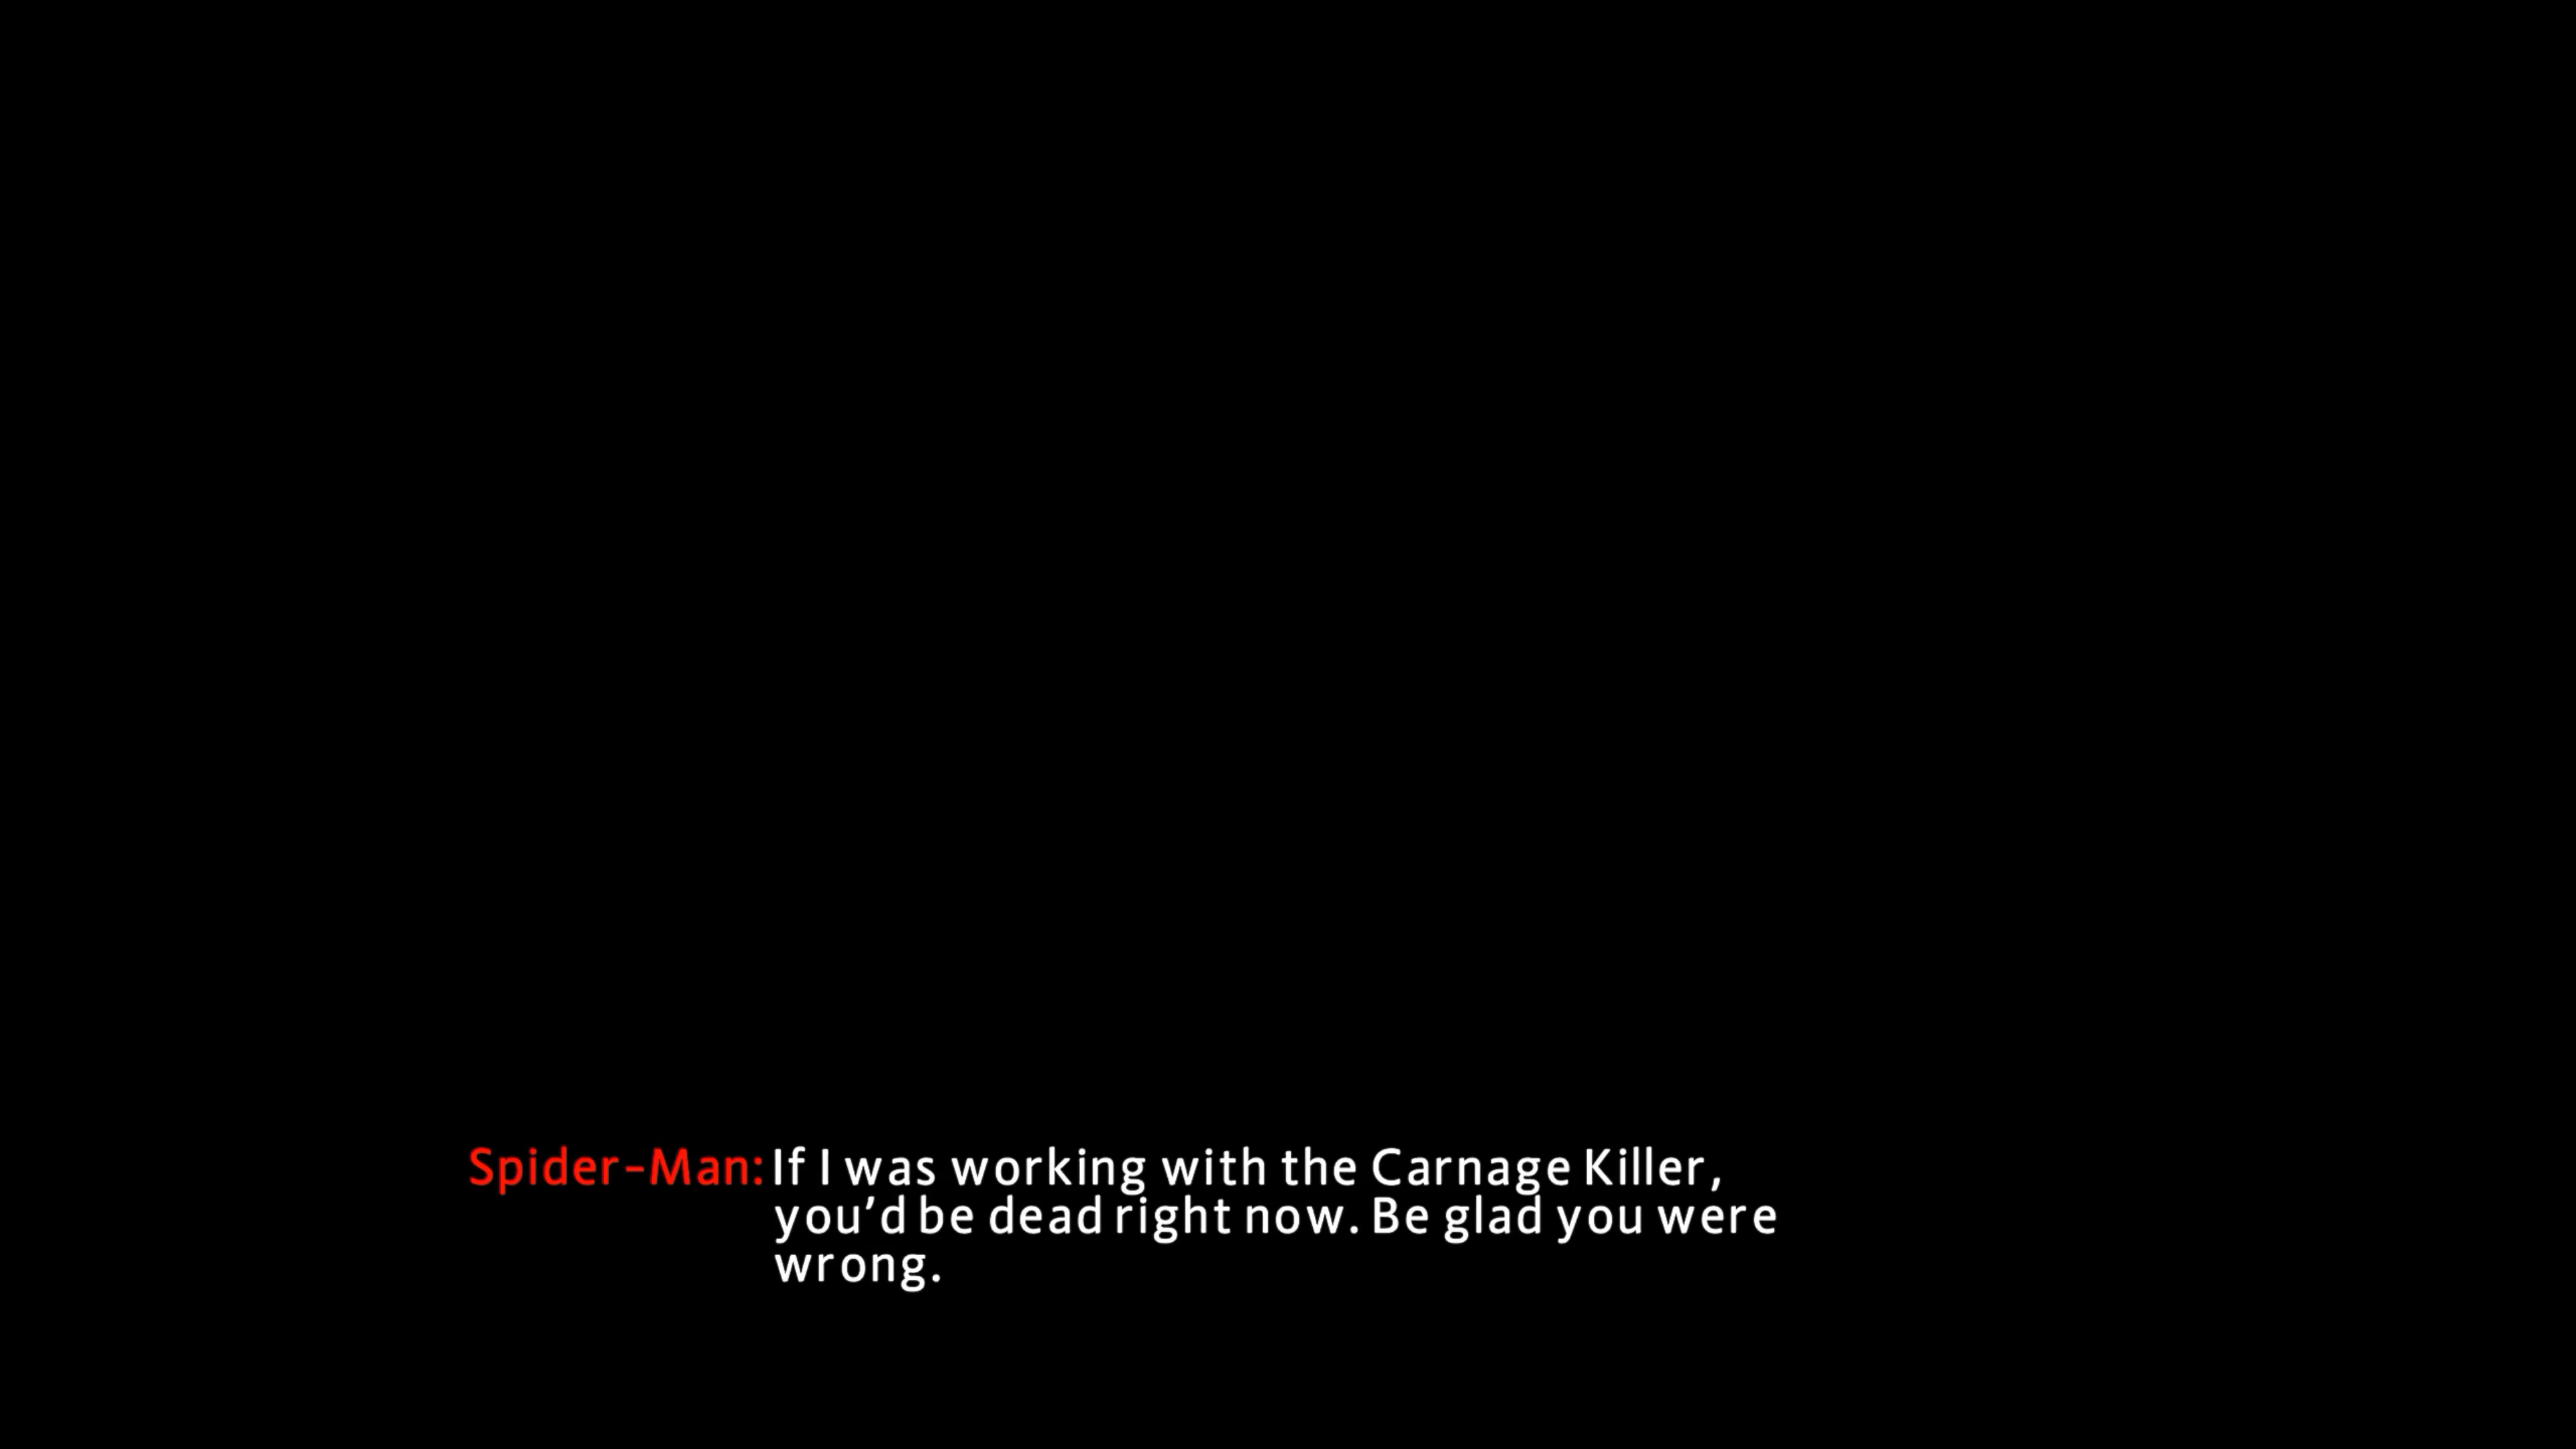 Spider-Man: If I was working with the Carnage Killer,
you’d be dead right now. Be glad you were
wrong.